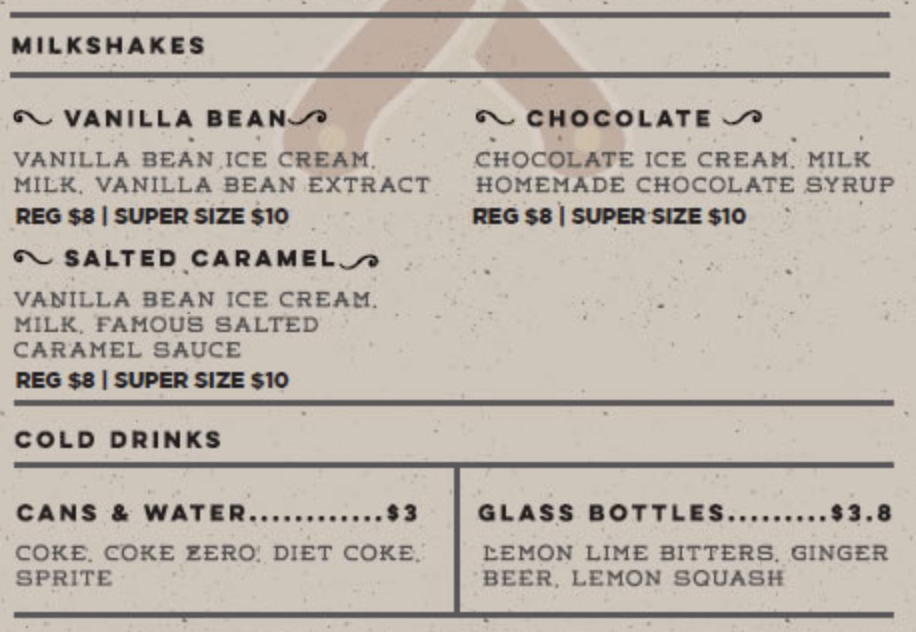 MILKSHAKES
VANILLA BEAN
VANILLA BEAN ICE CREAM,
MILK, VANILLA BEAN EXTRACT
REG $8 | SUPER SIZE $10
CHOCOLATE
CHOCOLATE ICE CREAM, MILK
HOMEMADE CHOCOLATE SYRUP
REG $8 | SUPER SIZE $10
SALTED CARAMEL
VANILLA BEAN ICE CREAM,
MILK, FAMOUS SALTED
CARAMEL SAUCE
REG $8 | SUPER SIZE $10
COLD DRINKS
CANS & WATER............$3
COKE, COKE ZERO, DIET COKE,
SPRITE
GLASS BOTTLES.........$3.8
LEMON LIME BITTERS, GINGER
BEER, LEMON SQUASH